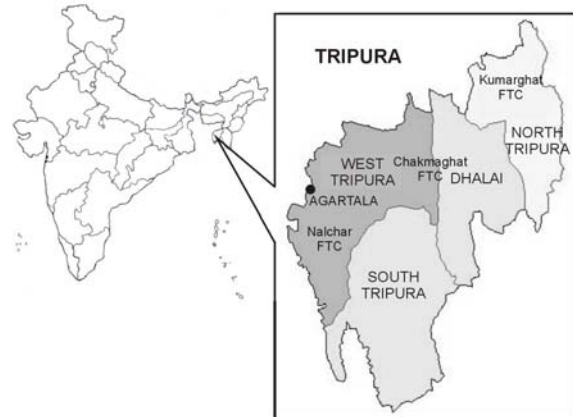 TRIPURA
Kumarghat
FTC
NORTH
TRIPURA
WEST
TRIPURA
Chakmaghat
FTC
DHALAI
AGARTALA
Nalchar
FTC
SOUTH
TRIPURA